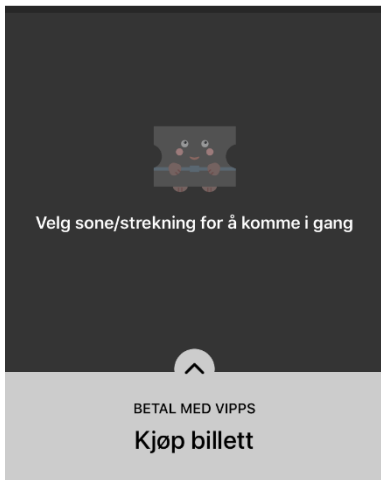 Velg sone/strekning for å komme i gang
BETAL MED VIPPS
Kjøp billett